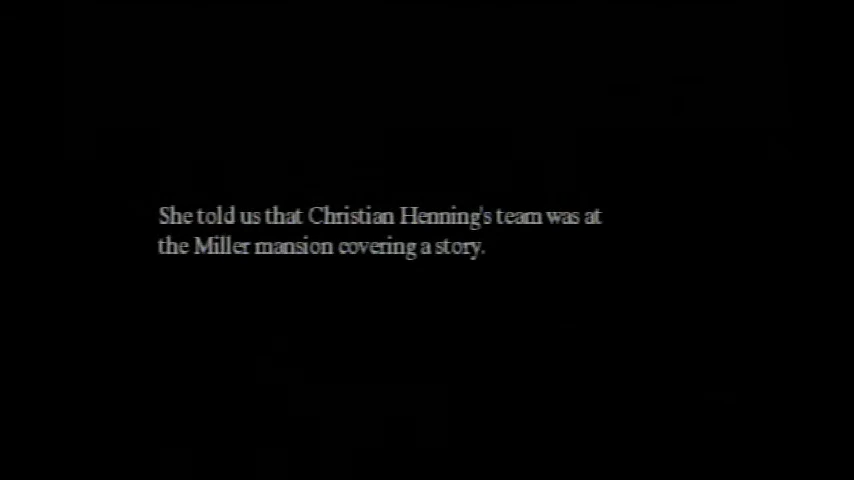 She told us that Christian Henning's team was at
the Miller mansion covering a story.